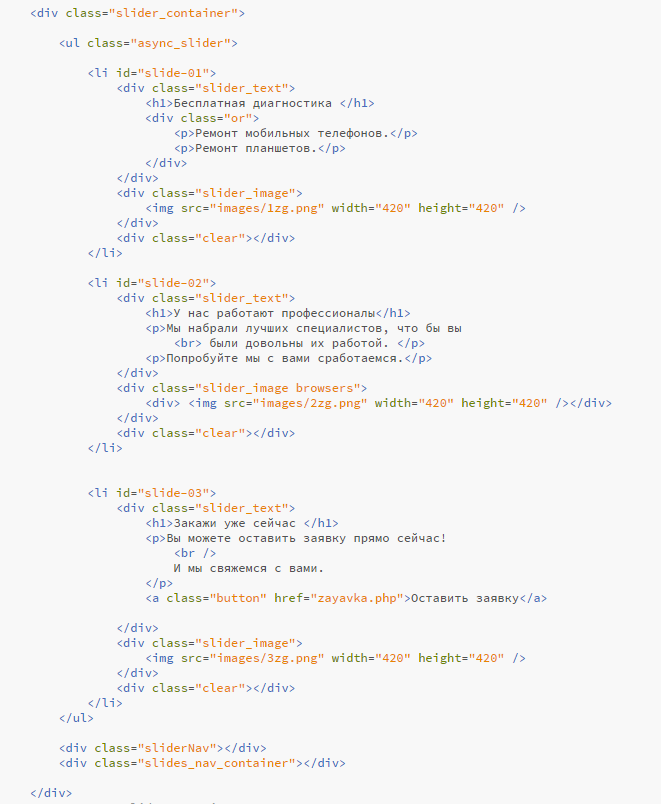 <div class="slider_container">
<ul class="async_slider">
<li id="slide-01">
<div class="slider_text">
<h1>Бесплатная диагностика </h1>
<div class="or">
<p>Ремонт мобильных телефонов.</p>
<p>Ремонт планшетов.</p>
</div>
</div>
<div class="slider_image">
<img src="images/1zg.png" width="420" height="420" />
</div>
<div class="clear"></div>
</li>
<li id="slide-02">
<div class="slider_text">
<h1>У нас работают профессионалы</h1>
<p>Мы набрали лучших специалистов, что бы вы
<br> были довольны их работой. </p>
<p>Попробуйте мы с вами сработаемся.</p>
</div>
<div class="slider_image browsers">
<div> <img src="images/2zg.png" width="420" height="420" /></div>
</div>
<div class="clear"></div>
</li>
<li id="slide-03">
<div class="slider_text">
<h1>Закажи уже сейчас </h1>
<p>Вы можете оставить заявку прямо сейчас!
<br />
И мы свяжемся с вами.
</p>
<a class="button" href="zayavka.php">Оставить заявку</a>
</div>
<div class="slider_image">
<img src="images/3zg.png" width="420" height="420" />
</div>
<div class="clear"></div>
</li>
</ul>
<div class="sliderNav"></div>
<div class="slides_nav_container"></div>
</div>